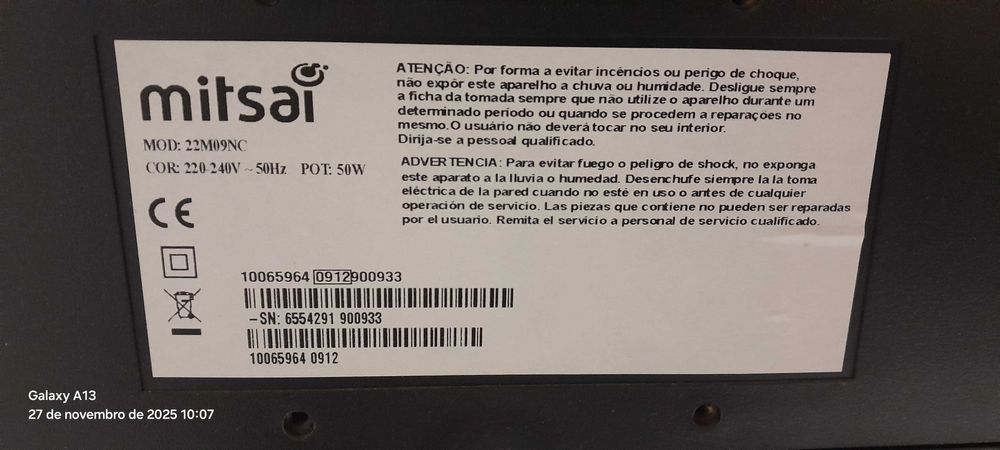 mitsai
MOD: 22M09NC
COR: 220-240V ~ 50Hz POT: 50W
CE
ATENÇÃO: Por forma a evitar incêncios ou perigo de choque,
não expôr este aparelho a chuva ou humidade. Desligue sempre
a ficha da tomada sempre que não utilize o aparelho durante um
determinado período ou quando se procedem a reparações no
mesmo.O usuário não deverá tocar no seu interior.
Dirija-se a pessoal qualificado.
ADVERTENCIA: Para evitar fuego o peligro de shock, no exponga
este aparato a la lluvia o humedad. Desenchufe siempre la la toma
eléctrica de la pared cuando no esté en uso o antes de cualquier
operación de servicio. Las piezas que contiene no pueden ser reparadas
por el usuario. Remita el servicio a personal de servicio cualificado.
10065964 0912900933
-SN: 6554291 900933
10065964 0912
Galaxy A13
27 de novembro de 2025 10:07